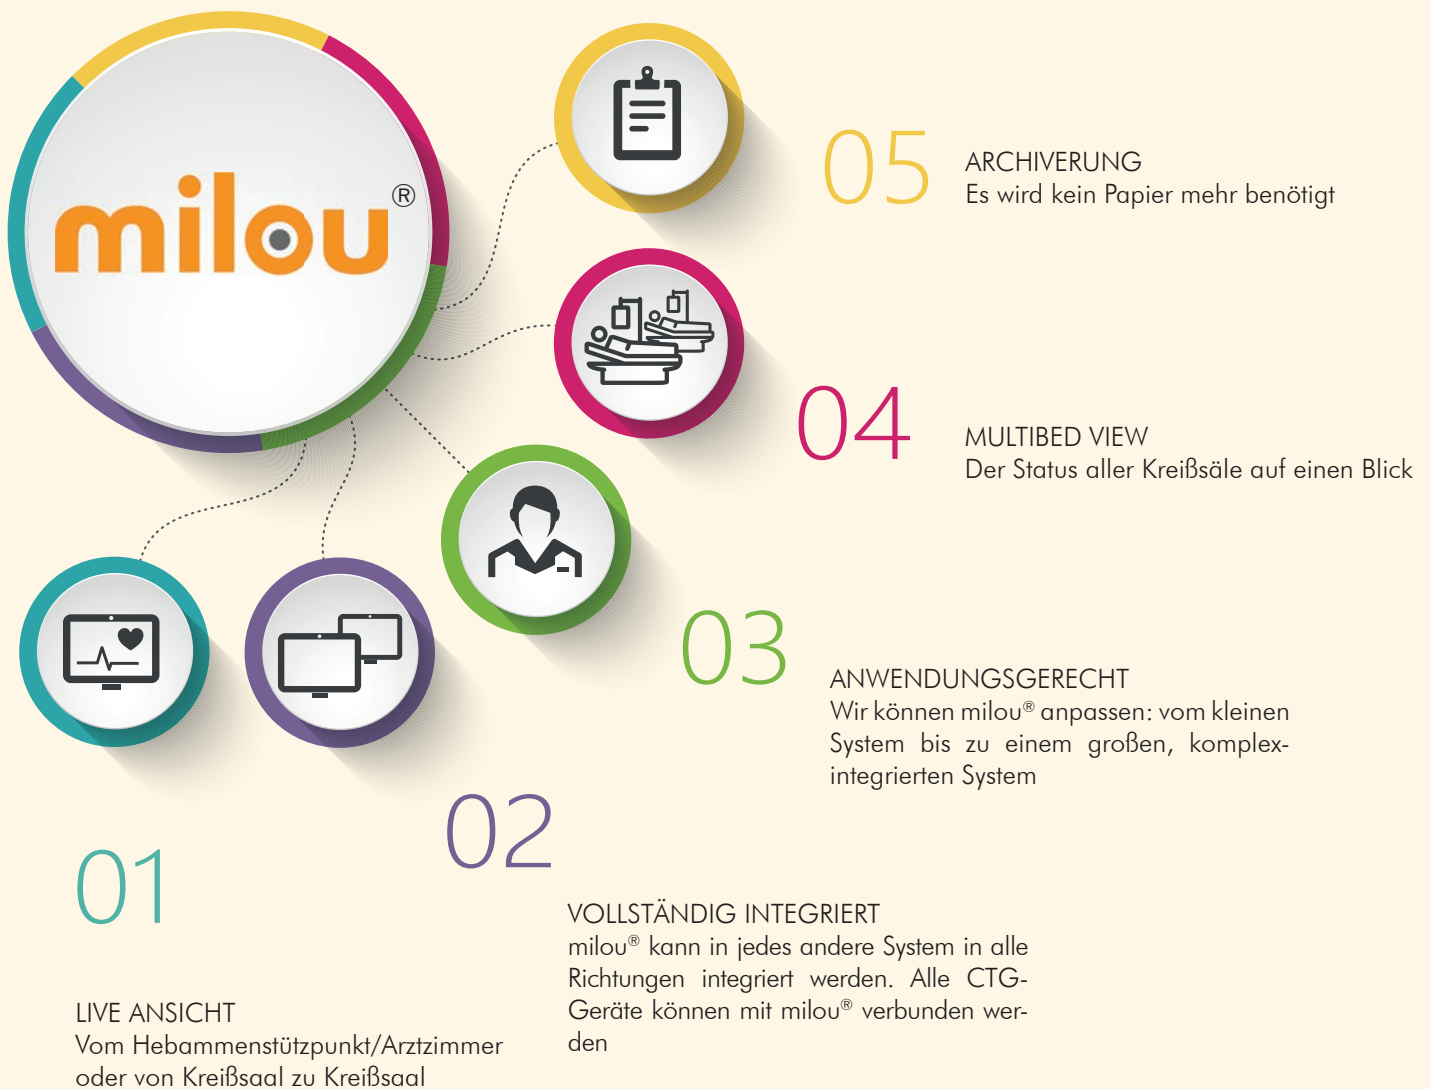 milou®
05
ARCHIVERUNG
Es wird kein Papier mehr benötigt
04
MULTIBED VIEW
Der Status aller Kreißsäle auf einen Blick
03
ANWENDUNGSGERECHT
Wir können milou® anpassen: vom kleinen
System bis zu einem großen, komplex-
integrierten System
02
VOLLSTÄNDIG INTEGRIERT
milou® kann in jedes andere System in alle
Richtungen integriert werden. Alle CTG-
Geräte können mit milou® verbunden wer-
den
01
LIVE ANSICHT
Vom Hebammenstützpunkt/Arztzimmer
oder von Kreißsaal zu Kreißsaal